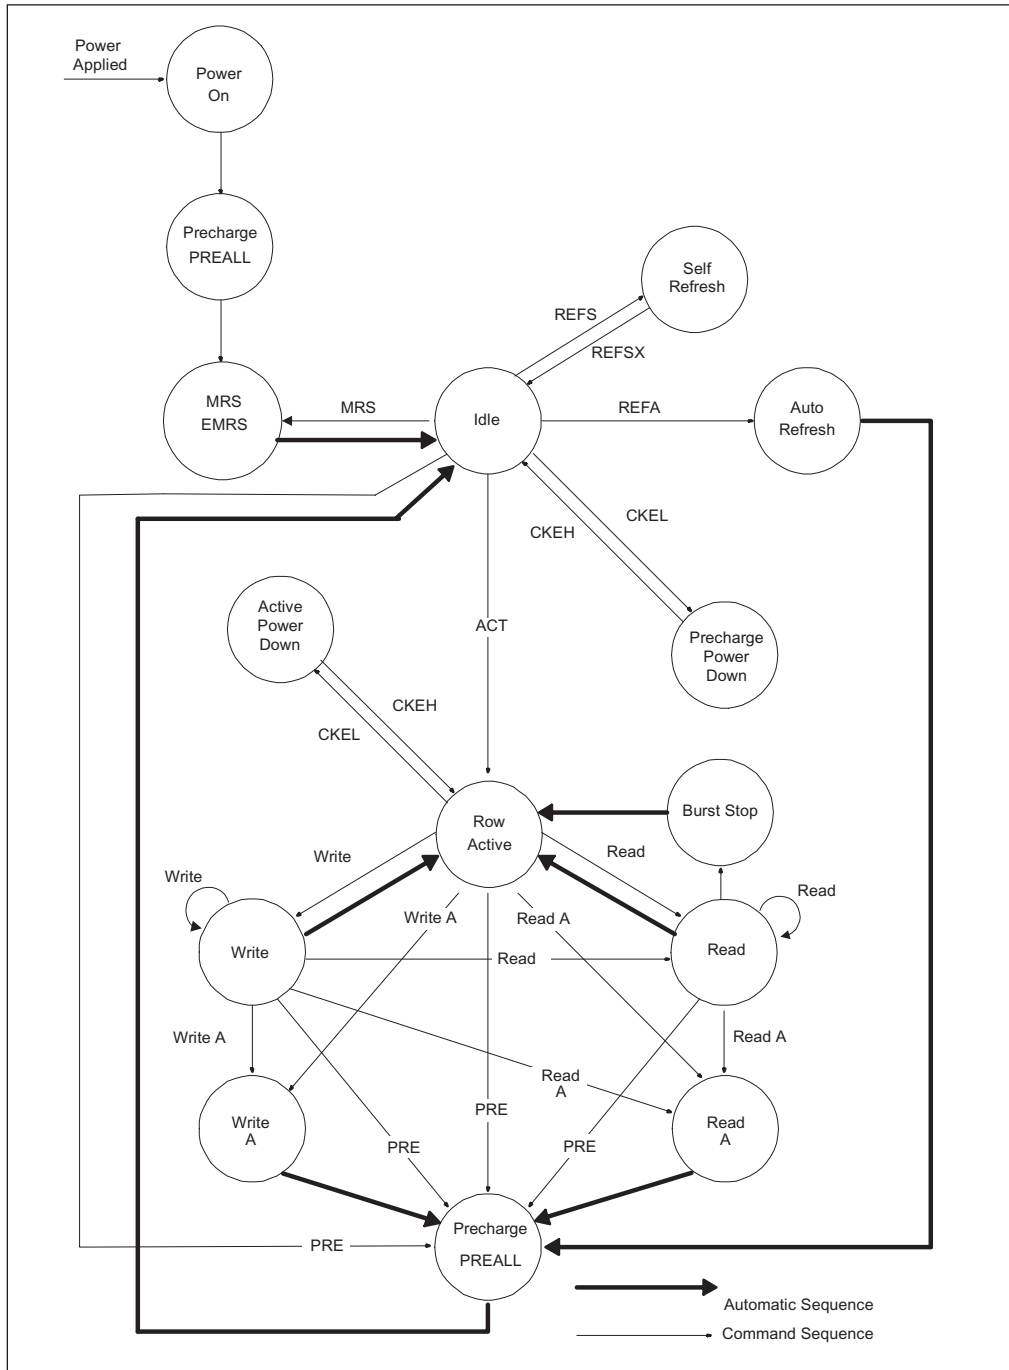 Power
Applied
Power
On
Precharge
PREALL
Self
Refresh
REFS
REFSX
MRS
EMRS
MRS
Idle
REFA
Auto
Refresh
CKEL
CKEH
Active
Power
Down
ACT
Precharge
Power
Down
CKEH
CKEL
Burst Stop
Row
Active
Write
Read
Write
Read
Write A
Read A
Write
Read
Read
Write A
Read A
Read
A
Write
A
PRE
Read
A
PRE
PRE
Precharge
PREALL
PRE
Automatic Sequence
Command Sequence